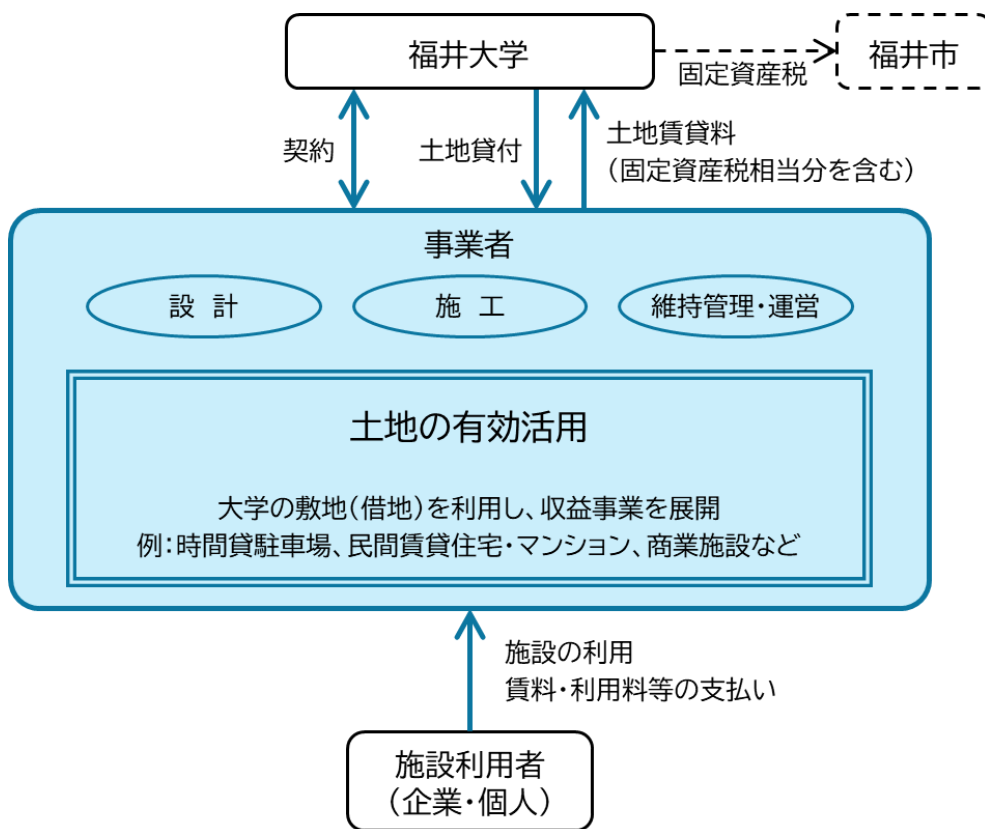 福井大学
福井市
固定資産税
契約
土地貸付
土地賃貸料
（固定資産税相当分を含む）
事業者
設 計
施 工
維持管理・運営
土地の有効活用
大学の敷地（借地）を利用し、収益事業を展開
例：時間貸駐車場、民間賃貸住宅・マンション、商業施設など
施設の利用
賃料・利用料等の支払い
施設利用者
（企業・個人）